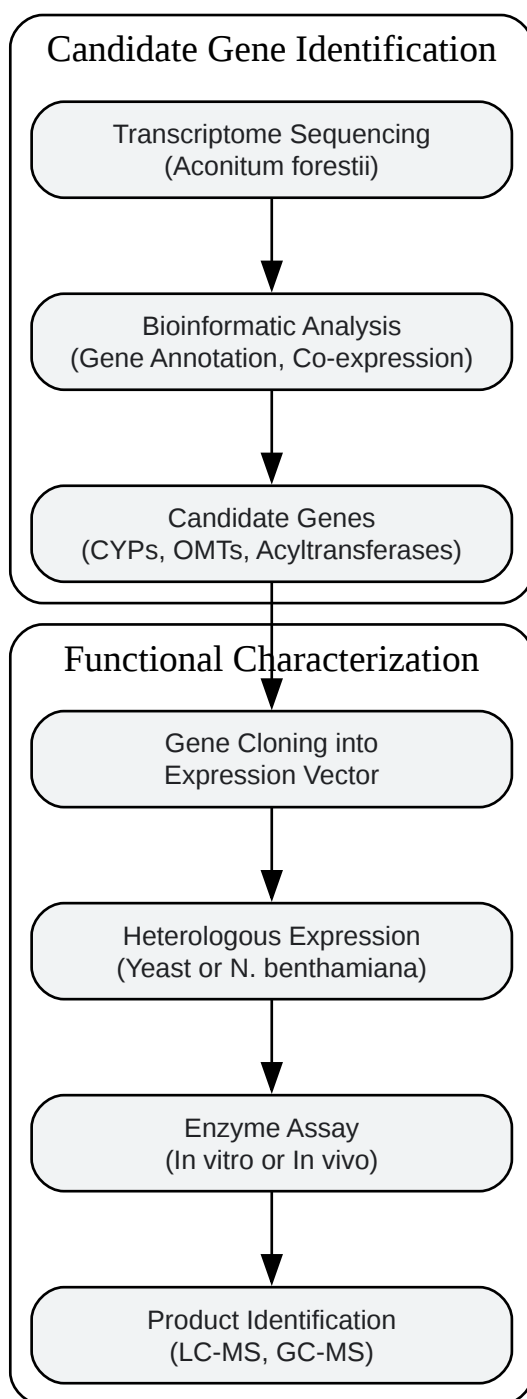 Candidate Gene Identification
Transcriptome Sequencing
(Aconitum forestii)
Bioinformatic Analysis
(Gene Annotation, Co-expression)
Candidate Genes
(CYPs, OMTs, Acyltransferases)
Functional Characterization
Gene Cloning into
Expression Vector
Heterologous Expression
(Yeast or N. benthamiana)
Enzyme Assay
(In vitro or In vivo)
Product Identification
(LC-MS, GC-MS)